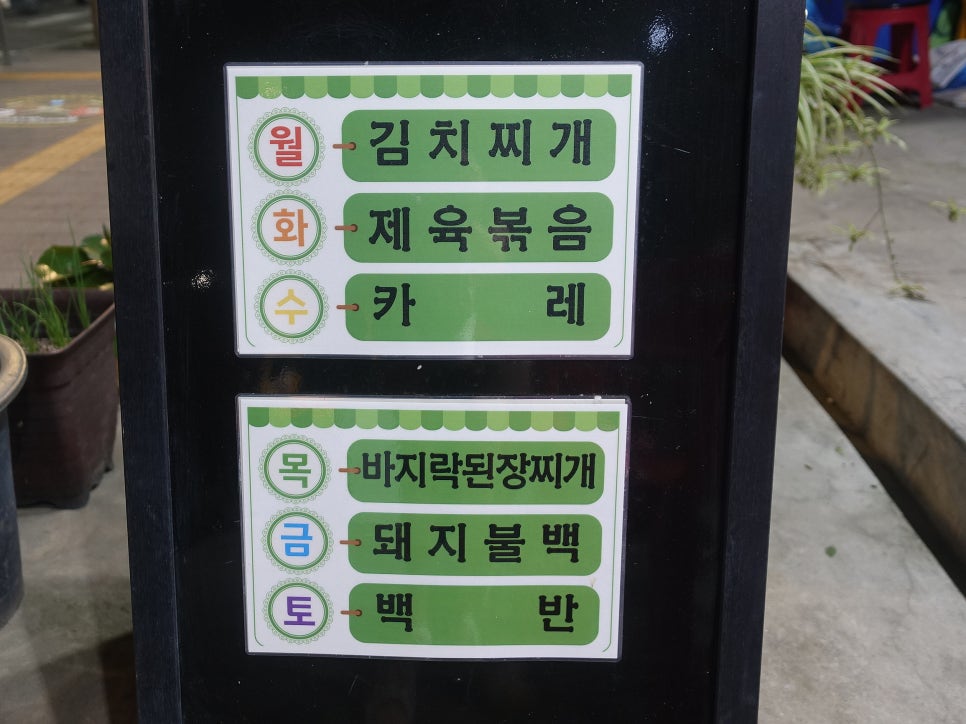 월 김치찌개
화 제육볶음
수 카레
목 바지락된장찌개
금 돼지불백
토 백반